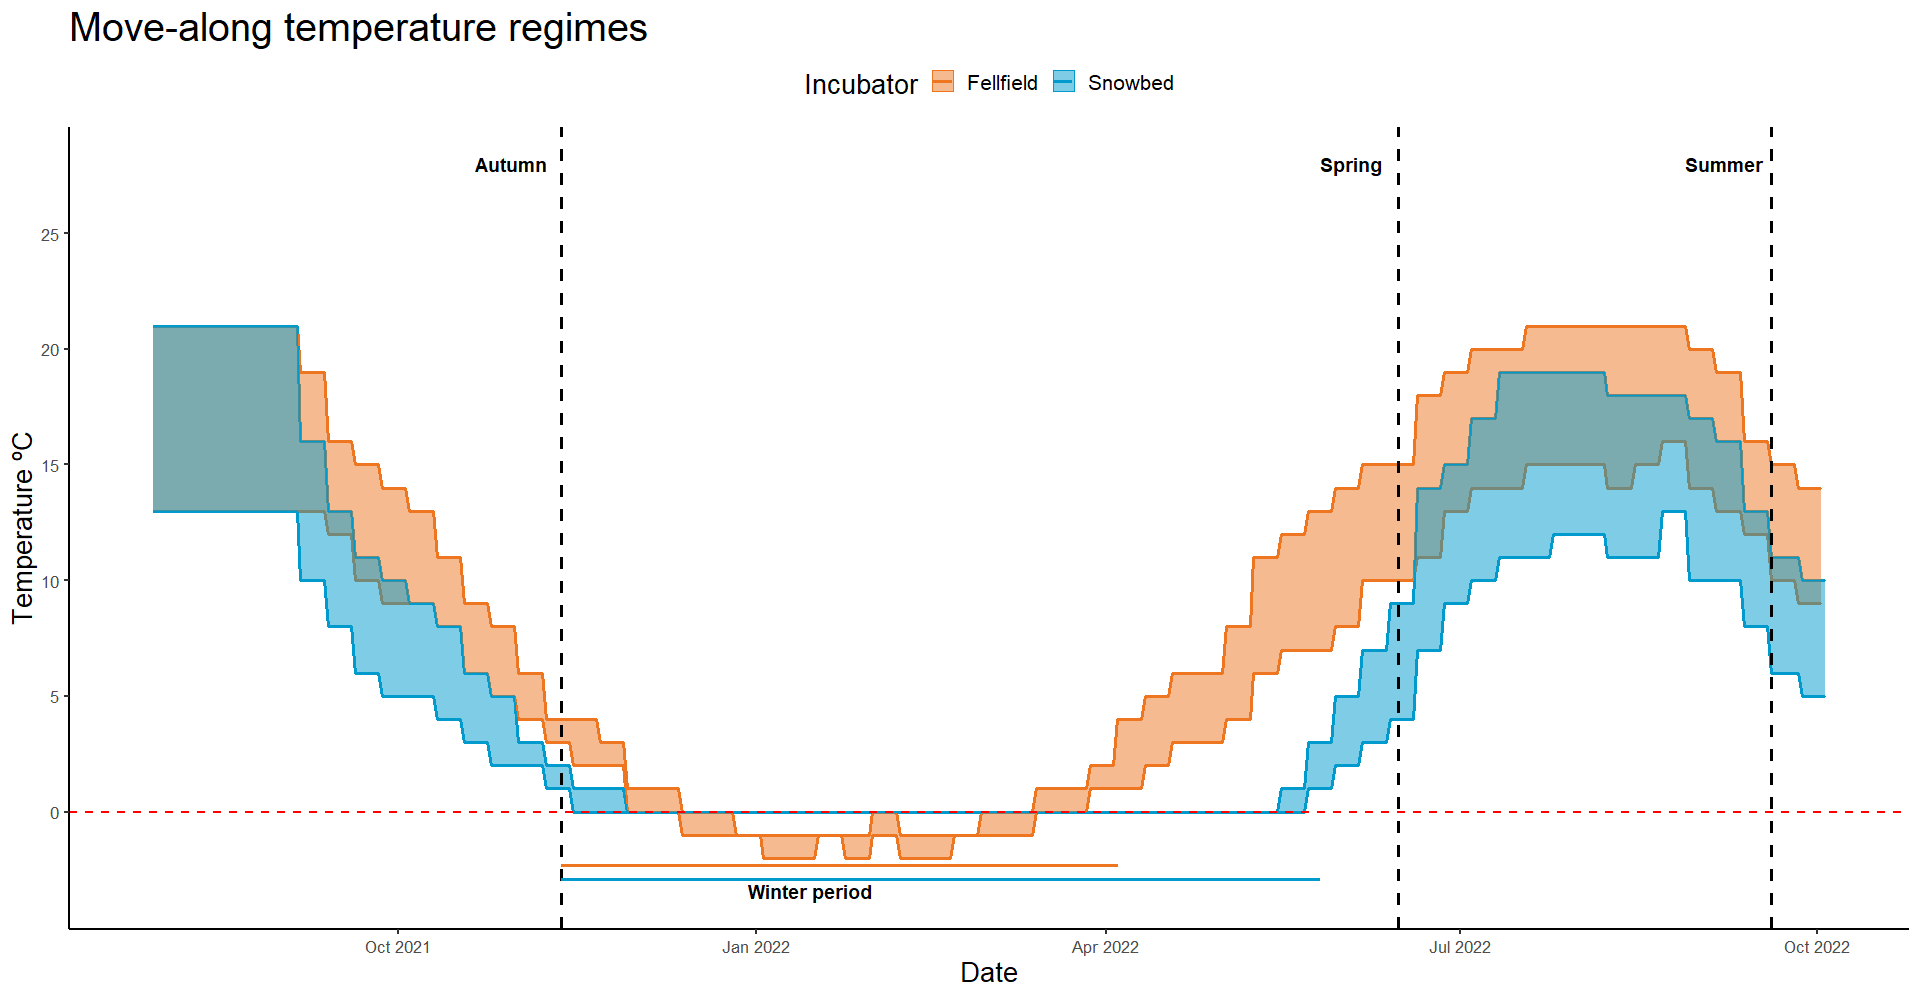 Move-along temperature regimes
Incubator Fellfield Snowbed
Autumn Spring Summer
25
20
15
10
5
0
Temperature ºC
Winter period
Oct 2021 Jan 2022 Apr 2022 Jul 2022 Oct 2022
Date